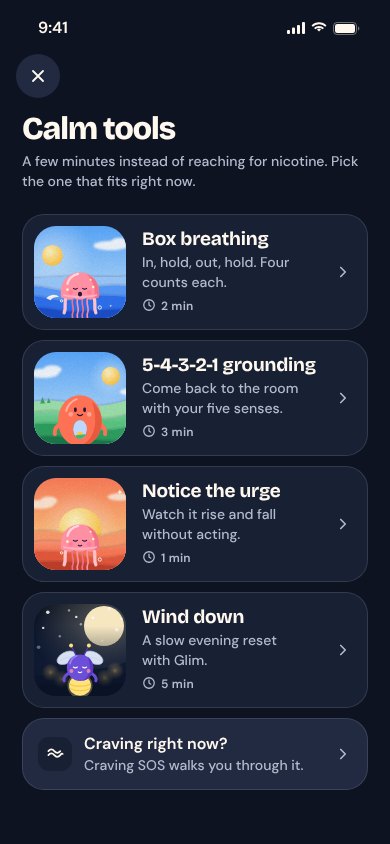 9:41
Calm tools
A few minutes instead of reaching for nicotine. Pick
the one that fits right now.
Box breathing
In, hold, out, hold. Four
counts each.
2 min
5-4-3-2-1 grounding
Come back to the room
with your five senses.
3 min
Notice the urge
Watch it rise and fall
without acting.
1 min
Wind down
A slow evening reset
with Glim.
5 min
Craving right now?
Craving SOS walks you through it.